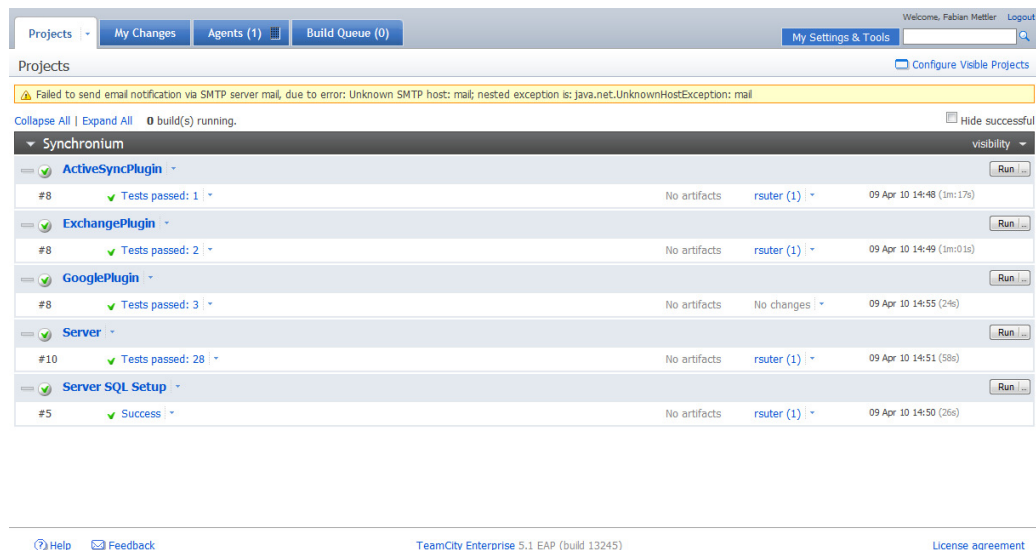 Welcome, Fabian Mettler Logout
Projects My Changes Agents (1) Build Queue (0) My Settings & Tools
Projects Configure Visible Projects
Failed to send email notification via SMTP server mail, due to error: Unknown SMTP host: mail; nested exception is: java.net.UnknownHostException: mail
Collapse All | Expand All 0 build(s) running. Hide successful
Synchronium visibility
ActiveSyncPlugin Run ...
#8 Tests passed: 1 No artifacts rsuter (1) 09 Apr 10 14:48 (1m:17s)
ExchangePlugin Run ...
#8 Tests passed: 2 No artifacts rsuter (1) 09 Apr 10 14:49 (1m:01s)
GooglePlugin Run ...
#8 Tests passed: 3 No artifacts No changes 09 Apr 10 14:55 (24s)
Server Run ...
#10 Tests passed: 28 No artifacts rsuter (1) 09 Apr 10 14:51 (58s)
Server SQL Setup Run ...
#5 Success No artifacts rsuter (1) 09 Apr 10 14:50 (26s)
Help Feedback TeamCity Enterprise 5.1 EAP (build 13245) License agreement